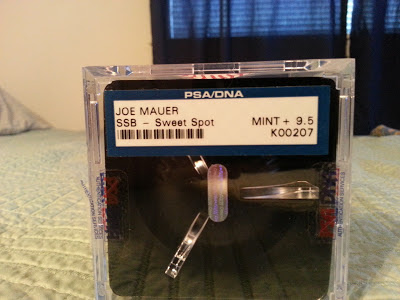 PSA/DNA
JOE MAUER
SSB - Sweet Spot MINT + 9.5
K00207